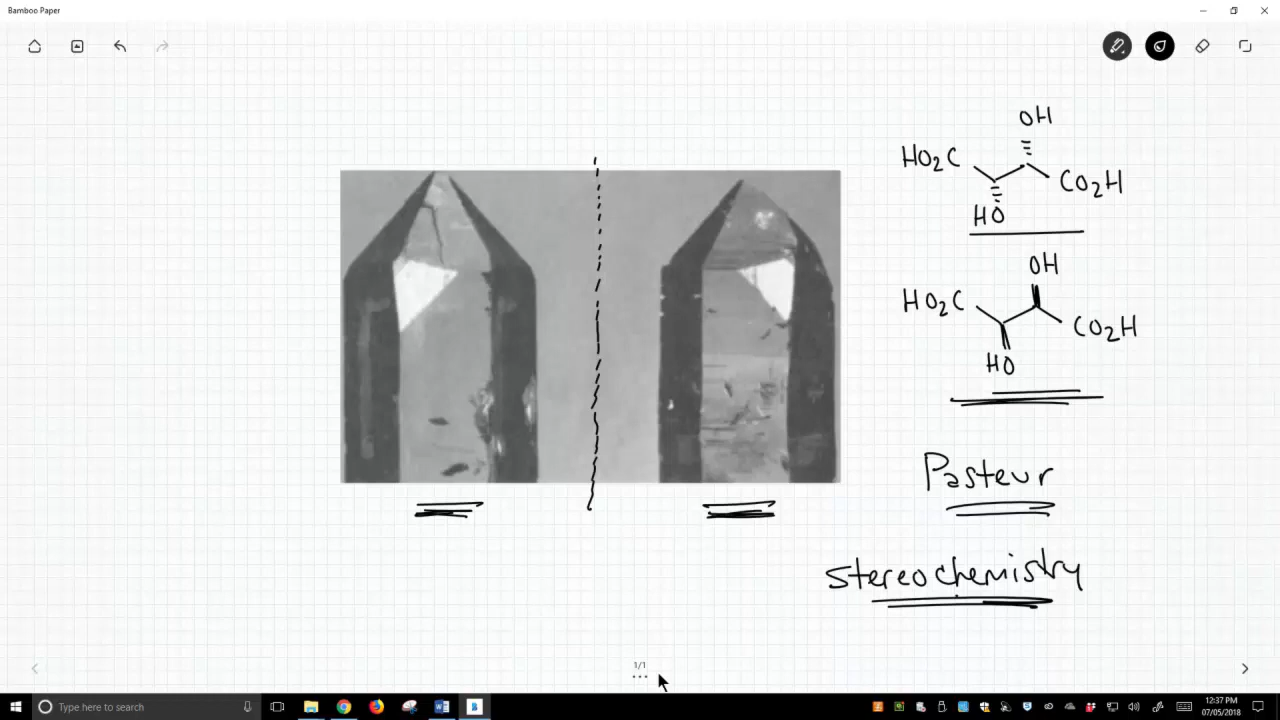 Bamboo Paper
OH
HO2C
CO2H
HO
OH
HO2C
CO2H
HO
Pasteur
Stereochemistry
1/1
Type here to search
12:37 PM
07/05/2018